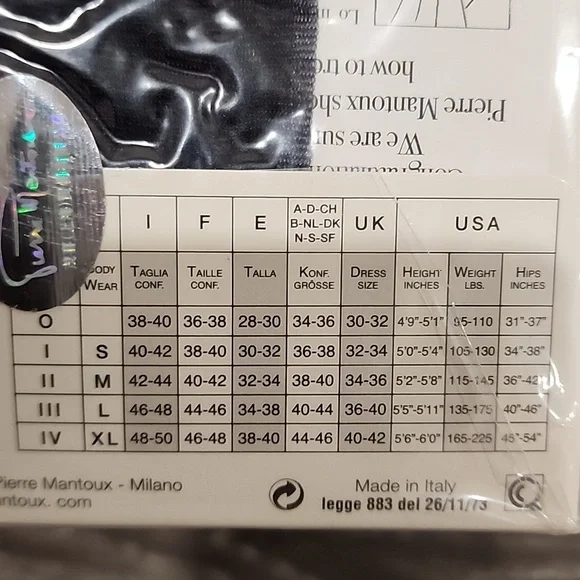 how to tre
Pierre Mantoux sho
We are sur
I F E A-D-CH B-NL-DK N-S-SF UK USA
BODY WEAR TAGLIA CONF. TAILLE CONF. TALLA KONF. GRÖSSE DRESS SIZE HEIGHT INCHES WEIGHT LBS. HIPS INCHES
O 38-40 36-38 28-30 34-36 30-32 4'9"-5'1" 95-110 31"-37"
I S 40-42 38-40 30-32 36-38 32-34 5'0"-5'4" 105-130 34"-38"
II M 42-44 40-42 32-34 38-40 34-36 5'2"-5'8" 115-145 36"-42
III L 46-48 44-46 34-38 40-44 36-40 5'5"-5'11" 135-175 40"-46"
IV XL 48-50 46-48 38-40 44-46 40-42 5'6"-6'0" 165-225 45"-54"
Pierre Mantoux - Milano
ntoux. com
Made in Italy
legge 883 del 26/11/73